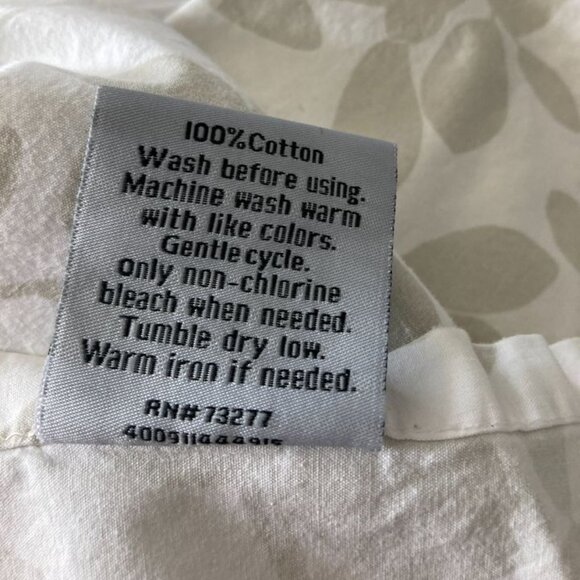 100% Cotton
Wash before using.
Machine wash warm
with like colors.
Gentle cycle.
only non-chlorine
bleach when needed.
Tumble dry low.
Warm iron if needed.
RN# 73277